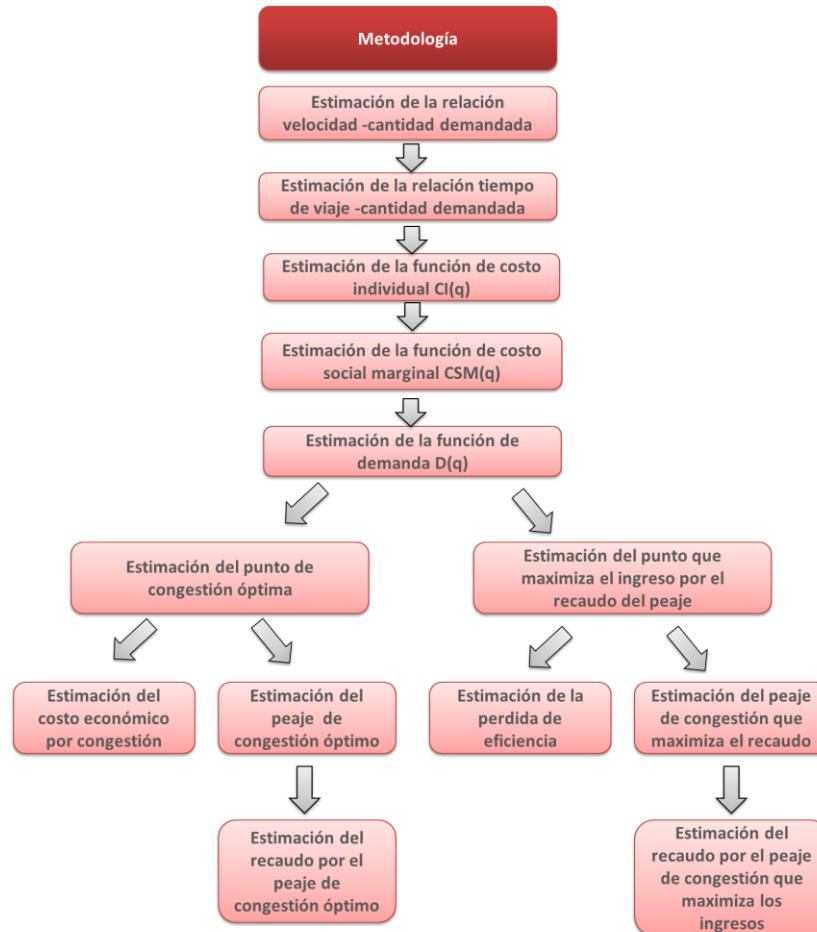 Metodología
Estimación de la relación
velocidad -cantidad demandada
Estimación de la relación tiempo
de viaje -cantidad demandada
Estimación de la función de costo
individual CI(q)
Estimación de la función de costo
social marginal CSM(q)
Estimación de la función de
demanda D(q)
Estimación del punto de
congestión óptima
Estimación del punto que
maximiza el ingreso por el
recaudo del peaje
Estimación del
costo económico
por congestión
Estimación del
peaje de
congestión óptimo
Estimación de la
perdida de
eficiencia
Estimación del peaje
de congestión que
maximiza el recaudo
Estimación del
recaudo por el
peaje de
congestión óptimo
Estimación del
recaudo por el peaje
de congestión que
maximiza los
ingresos